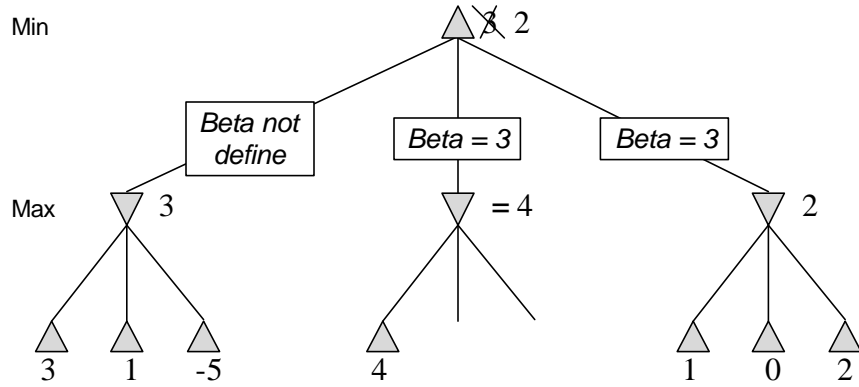 Min
3 2
Beta not
define
Beta = 3
Beta = 3
Max
3
= 4
2
3
1
-5
4
1
0
2